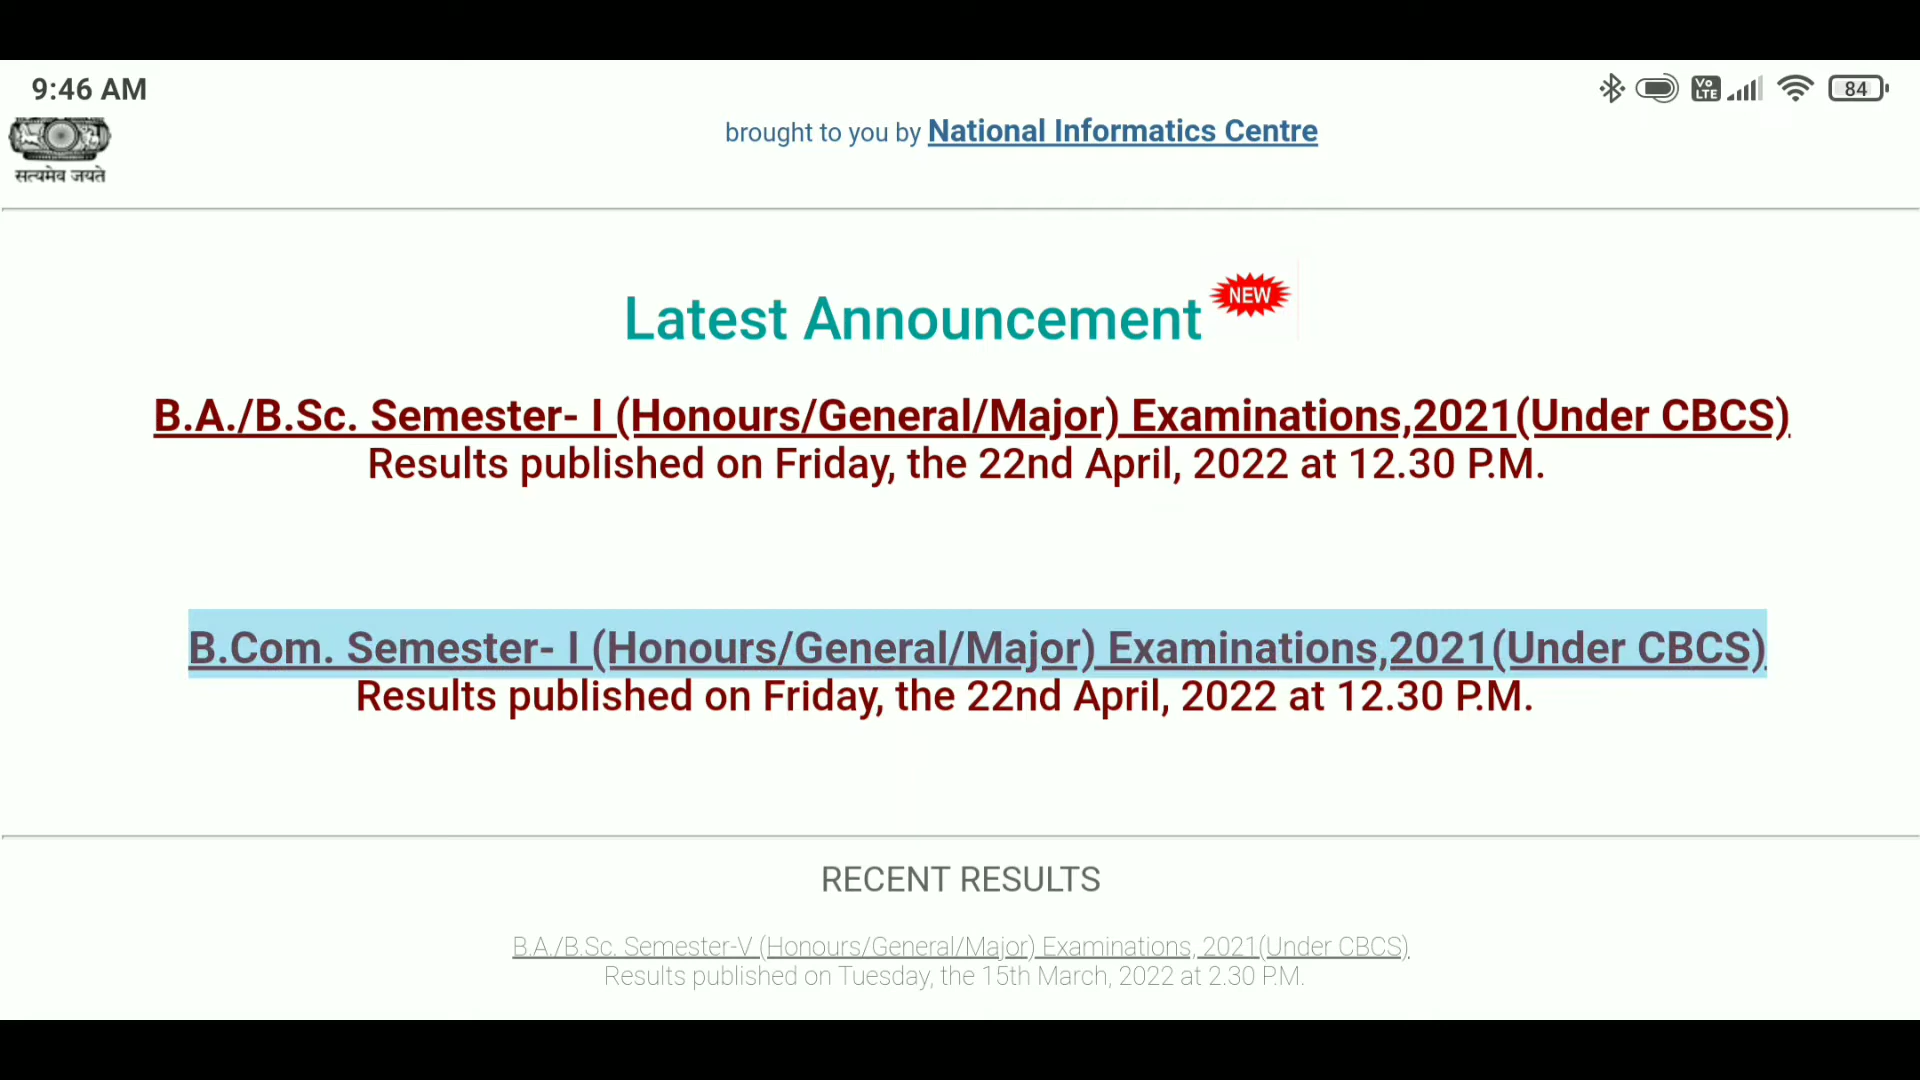 9:46 AM
Vo LTE
84
सत्यमेव जयते
brought to you by National Informatics Centre
Latest Announcement NEW
B.A./B.Sc. Semester- I (Honours/General/Major) Examinations,2021(Under CBCS)
Results published on Friday, the 22nd April, 2022 at 12.30 P.M.
B.Com. Semester- I (Honours/General/Major) Examinations,2021(Under CBCS)
Results published on Friday, the 22nd April, 2022 at 12.30 P.M.
RECENT RESULTS
B.A./B.Sc. Semester-V (Honours/General/Major) Examinations, 2021(Under CBCS)
Results published on Tuesday, the 15th March, 2022 at 2.30 P.M.